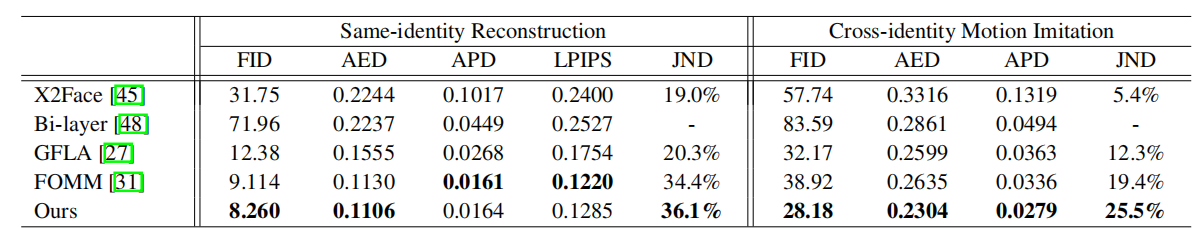 Same-identity Reconstruction Cross-identity Motion Imitation
FID AED APD LPIPS JND FID AED APD JND
X2Face [45] 31.75 0.2244 0.1017 0.2400 19.0% 57.74 0.3316 0.1319 5.4%
Bi-layer [48] 71.96 0.2237 0.0449 0.2527 - 83.59 0.2861 0.0494 -
GFLA [27] 12.38 0.1555 0.0268 0.1754 20.3% 32.17 0.2599 0.0363 12.3%
FOMM [31] 9.114 0.1130 0.0161 0.1220 34.4% 38.92 0.2635 0.0336 19.4%
Ours 8.260 0.1106 0.0164 0.1285 36.1% 28.18 0.2304 0.0279 25.5%